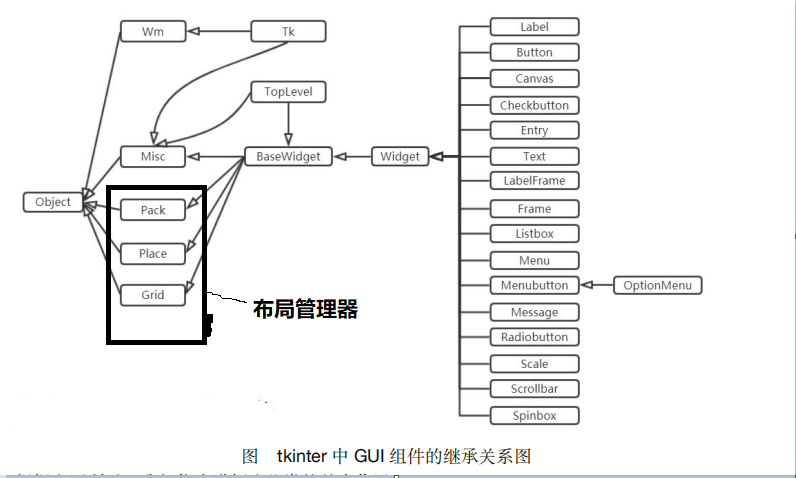 Wm
Tk
TopLevel
Misc
BaseWidget
Widget
Object
Pack
Place
Grid
布局管理器
Label
Button
Canvas
Checkbutton
Entry
Text
LabelFrame
Frame
Listbox
Menu
Menubutton
OptionMenu
Message
Radiobutton
Scale
Scrollbar
Spinbox
图 tkinter 中 GUI 组件的继承关系图